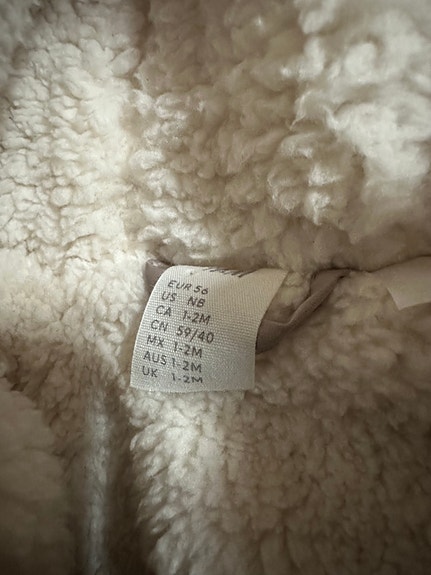 EUR 56
US NB
CA 1-2M
CN 59/40
MX 1-2M
AUS 1-2M
UK 1-2M